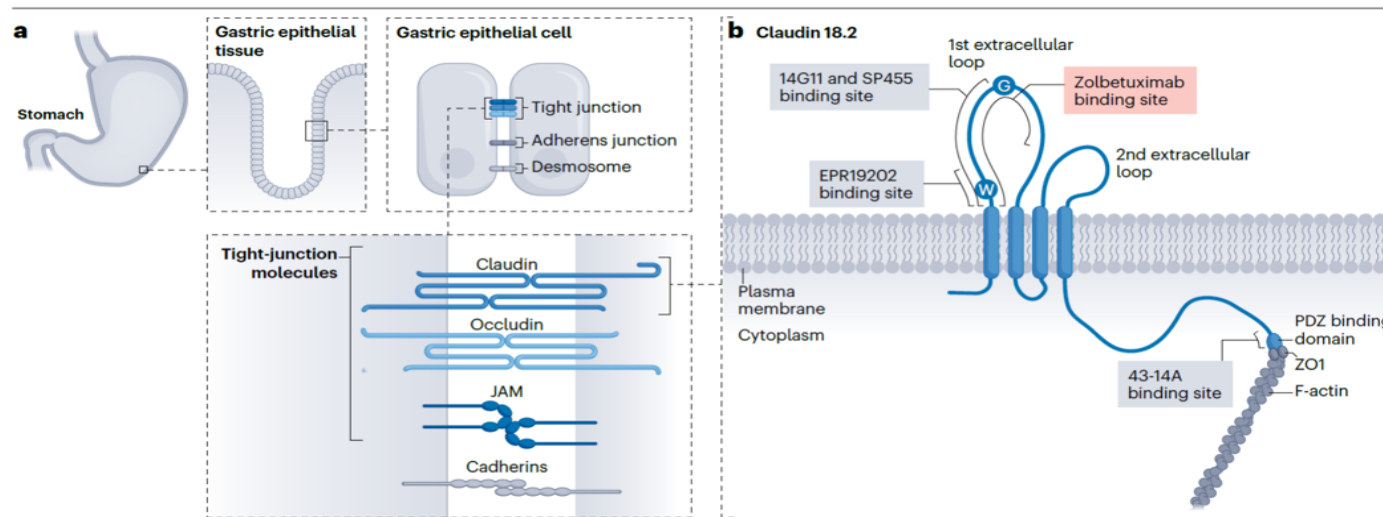 a
Stomach
Gastric epithelial
tissue
Gastric epithelial cell
Tight junction
Adherens junction
Desmosome
Tight-junction
molecules
Claudin
Occludin
JAM
Cadherins
b Claudin 18.2
1st extracellular
loop
14G11 and SP455
binding site
G
Zolbetuximab
binding site
EPR19202
binding site
W
2nd extracellular
loop
Plasma
membrane
Cytoplasm
PDZ binding
domain
ZO1
F-actin
43-14A
binding site